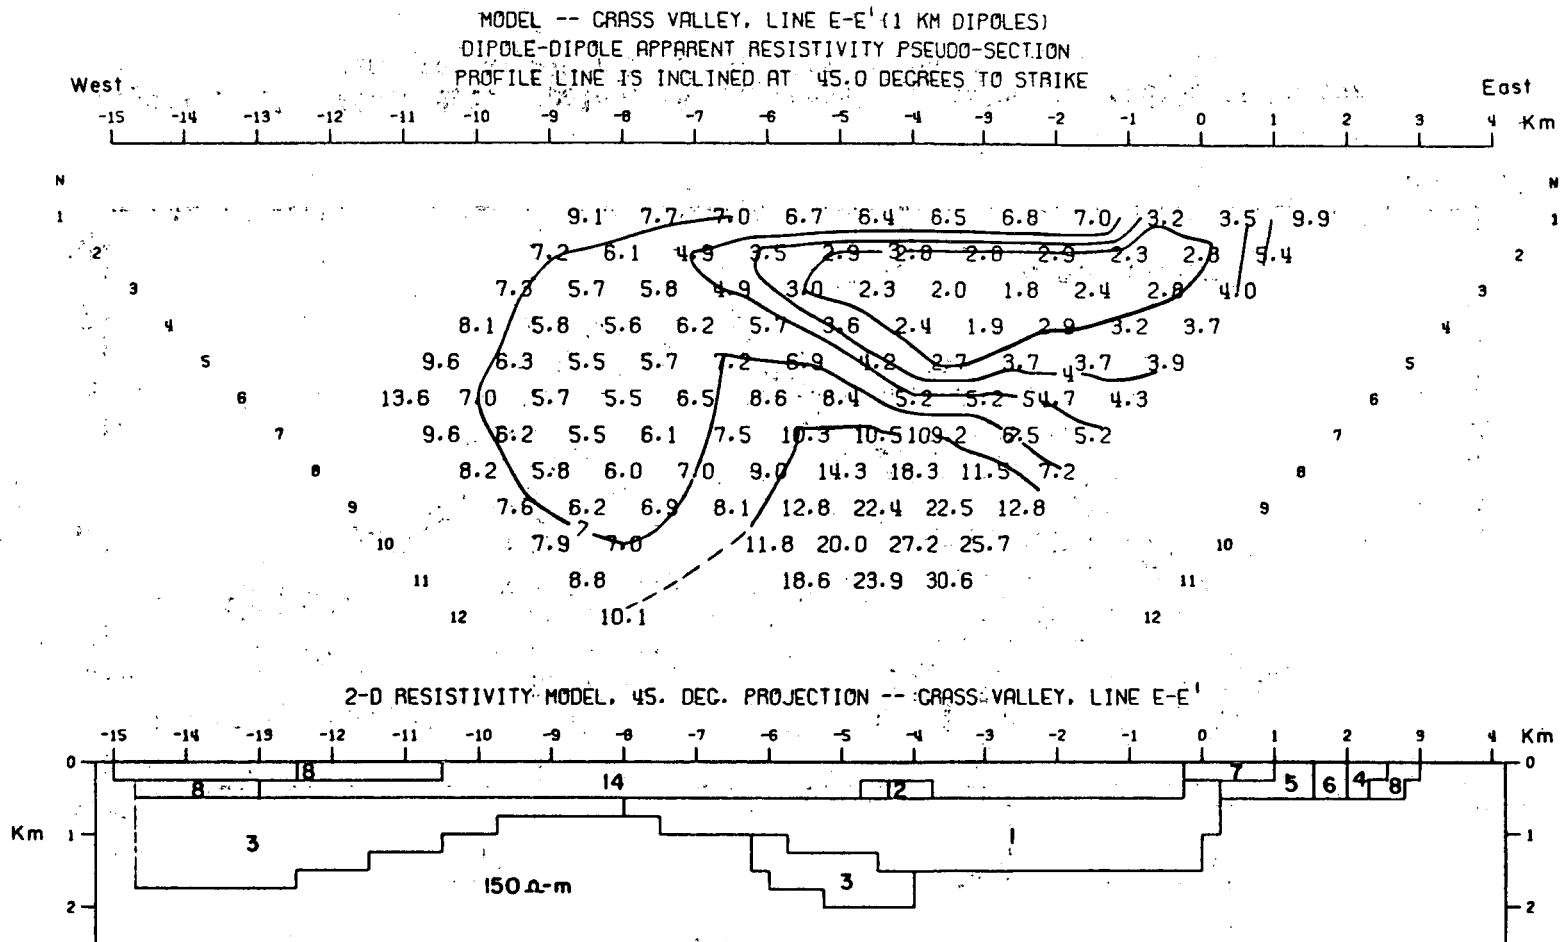 MODEL -- GRASS VALLEY, LINE E-E' (1 KM DIPOLES)
DIPOLE-DIPOLE APPARENT RESISTIVITY PSEUDO-SECTION
PROFILE LINE IS INCLINED AT 45.0 DEGREES TO STRIKE
West East
-15 -14 -13 -12 -11 -10 -9 -8 -7 -6 -5 -4 -3 -2 -1 0 1 2 3 4 Km
N N
1 9.1 7.7 7.0 6.7 6.4 6.5 6.8 7.0 3.2 3.5 9.9 1
2 7.2 6.1 4.9 3.5 2.9 3 2.8 2.8 2.9 2.3 2.8 5.4 2
3 7.3 5.7 5.8 4.9 3.0 2.3 2.0 1.8 2.4 2.8 4.0 3
4 8.1 5.8 5.6 6.2 5.7 3.6 2.4 1.9 2.9 3.2 3.7 4
5 9.6 6.3 5.5 5.7 7.2 6.9 4.2 2.7 3.7 4 3.7 3.9 5
6 13.6 7.0 5.7 5.5 6.5 8.6 8.4 5.2 5.2 5 4.7 4.3 6
7 9.6 6.2 5.5 6.1 7.5 10.3 10.5 10 9.2 7 6.5 5.2 7
8 8.2 5.8 6.0 7.0 9.0 14.3 18.3 11.5 7.2 8
9 7.6 6.2 6.9 8.1 12.8 22.4 22.5 12.8 9
7
10 7.9 7.0 11.8 20.0 27.2 25.7 10
11 8.8 18.6 23.9 30.6 11
12 10.1 12
2-D RESISTIVITY MODEL, 45. DEG. PROJECTION -- GRASS VALLEY, LINE E-E'
-15 -14 -13 -12 -11 -10 -9 -8 -7 -6 -5 -4 -3 -2 -1 0 1 2 3 4 Km
0 0
8 14 7 5 6 4
8 2 8
Km 1 3 1 1
150 Ω-m 3
2 2